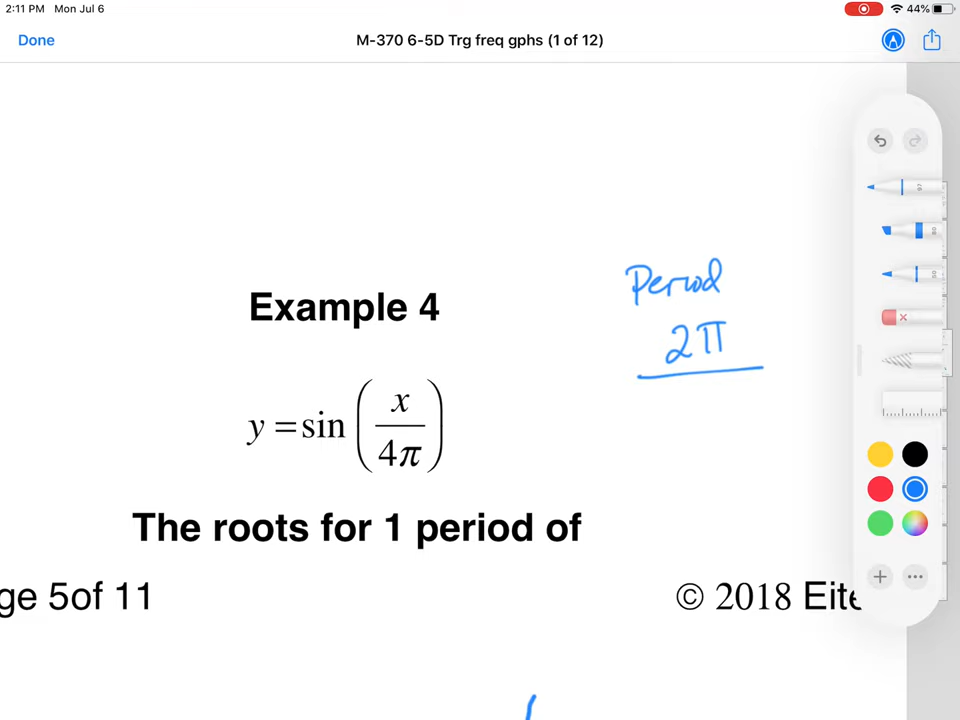 2:11 PM Mon Jul 6
44%
Done
M-370 6-5D Trg freq gphs (1 of 12)
Period
2π
Example 4
y = sin (x/4π)
The roots for 1 period of
ge 5of 11
© 2018 Eite